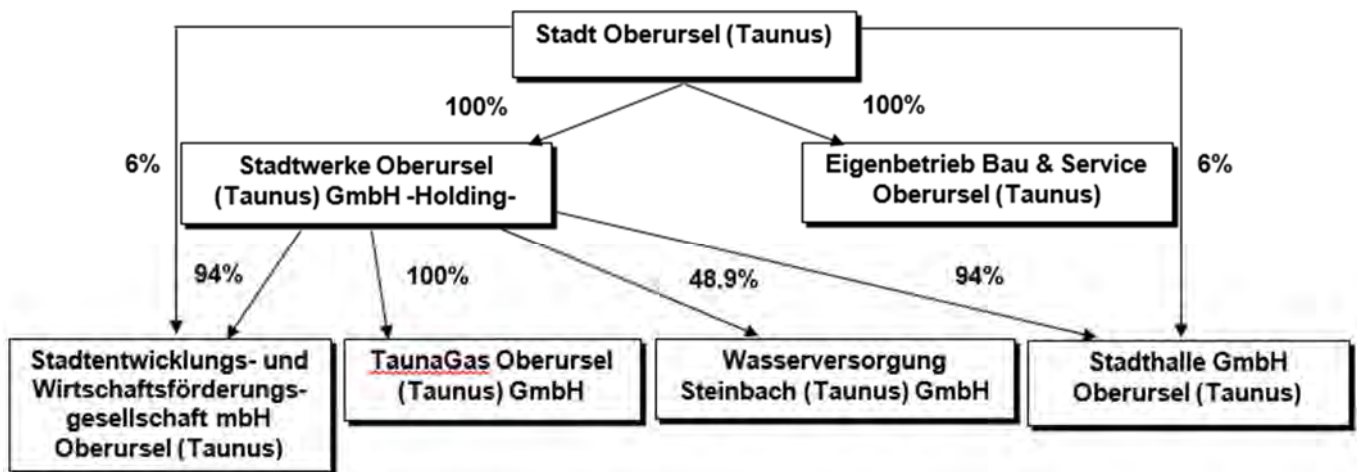 Stadt Oberursel (Taunus)
100%
100%
6%
Stadtwerke Oberursel
(Taunus) GmbH -Holding-
Eigenbetrieb Bau & Service
Oberursel (Taunus)
6%
94%
100%
48.9%
94%
Stadtentwicklungs- und
Wirtschaftsförderungs-
gesellschaft mbH
Oberursel (Taunus)
TaunaGas Oberursel
(Taunus) GmbH
Wasserversorgung
Steinbach (Taunus) GmbH
Stadthalle GmbH
Oberursel (Taunus)